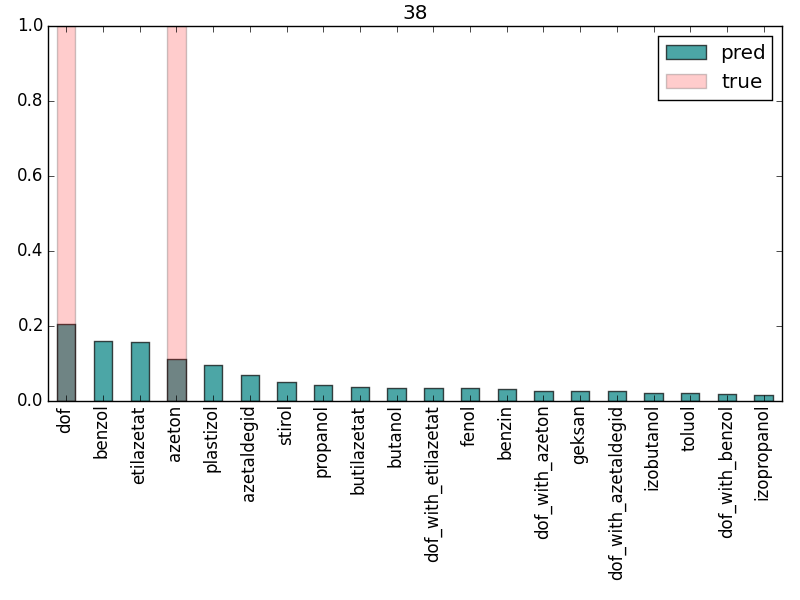 38
1.0
0.8
0.6
0.4
0.2
0.0
pred
true
dof
benzol
etilazetat
azeton
plastizol
azetaldegid
stirol
propanol
butilazetat
butanol
dof_with_etilazetat
fenol
benzin
dof_with_azeton
geksan
dof_with_azetaldegid
izobutanol
toluol
dof_with_benzol
izopropanol